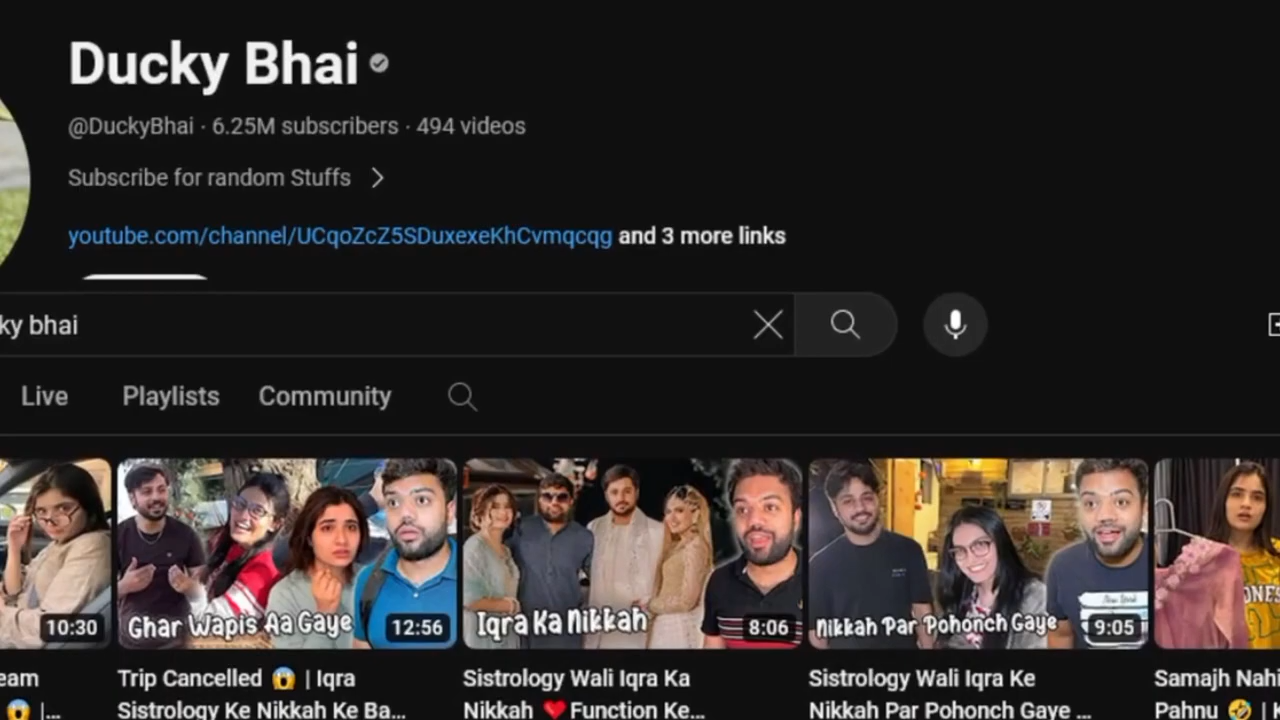 Ducky Bhai
@DuckyBhai · 6.25M subscribers · 494 videos
Subscribe for random Stuffs
youtube.com/channel/UCqoZcZ5SDuxexeKhCvmqcqg and 3 more links
ky bhai
Live Playlists Community
Ghar Wapis Aa Gaye
Iqra Ka Nikkah
Nikkah Par Pohonch Gaye
New York
ONES
10:30 12:56 8:06 9:05
eam Trip Cancelled 😱 | Iqra Sistrology Wali Iqra Ka Sistrology Wali Iqra Ke Samajh Nahi
😱 |... Sistrology Ke Nikkah Ke Ba... Nikkah ❤️ Function Ke... Nikkah Par Pohonch Gaye ... Pahnu 🤣 | K